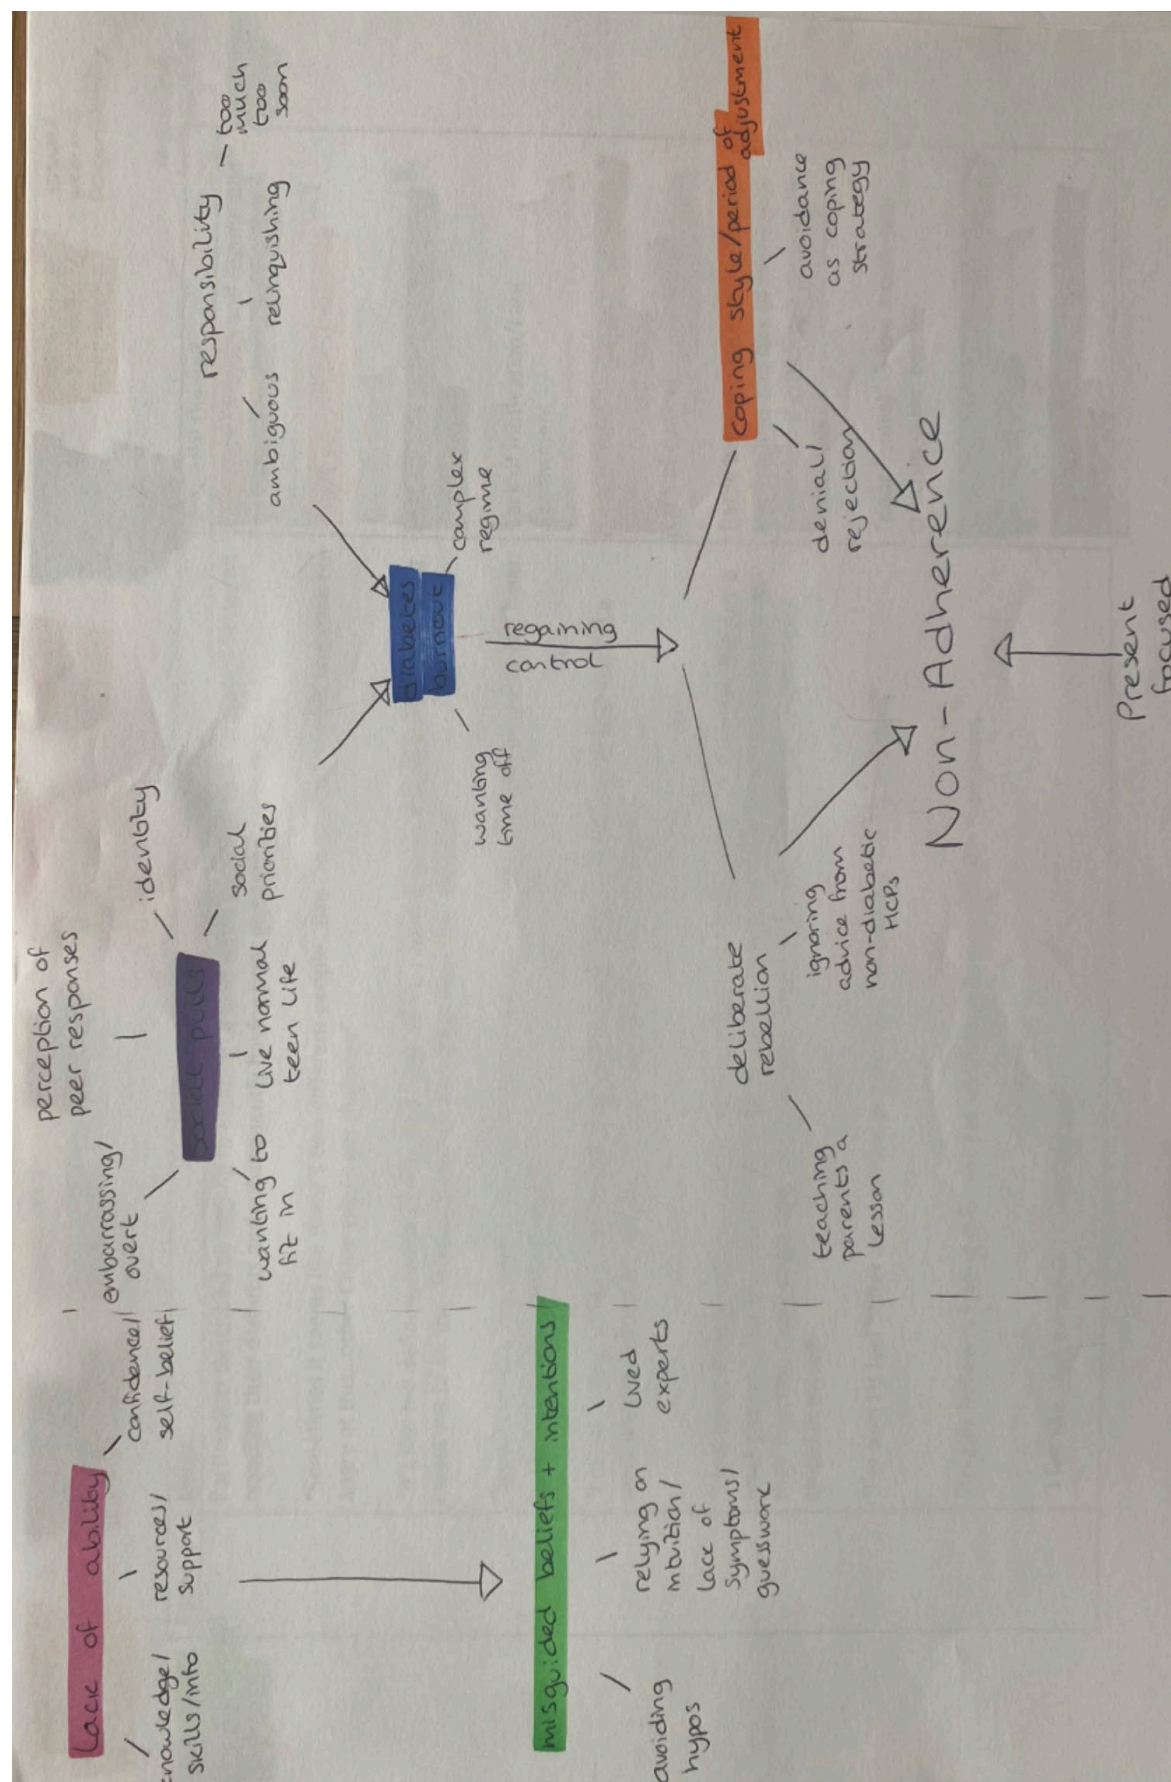 Lack of ability
knowledge/
skills/info
resources/
support
confidence/
self-belief
misguided beliefs + intentions
avoiding
hypos
relying on
intuition/
lack of
symptoms/
guesswork
lived
experts
perception of
peer responses
embarrassing/
overt
identity
social pulls
wanting to
fit in
live normal
teen life
social
priorities
responsibility
too
much
too
soon
ambiguous
relinquishing
diabetes
burnout
wanting
time off
complex
regime
regaining
control
deliberate
rebellion
teaching
parents a
lesson
ignoring
advice from
non-diabetic
HCPs
coping style/period of
adjustment
denial/
rejection
avoidance
as coping
strategy
Non-Adherence
Present
focused